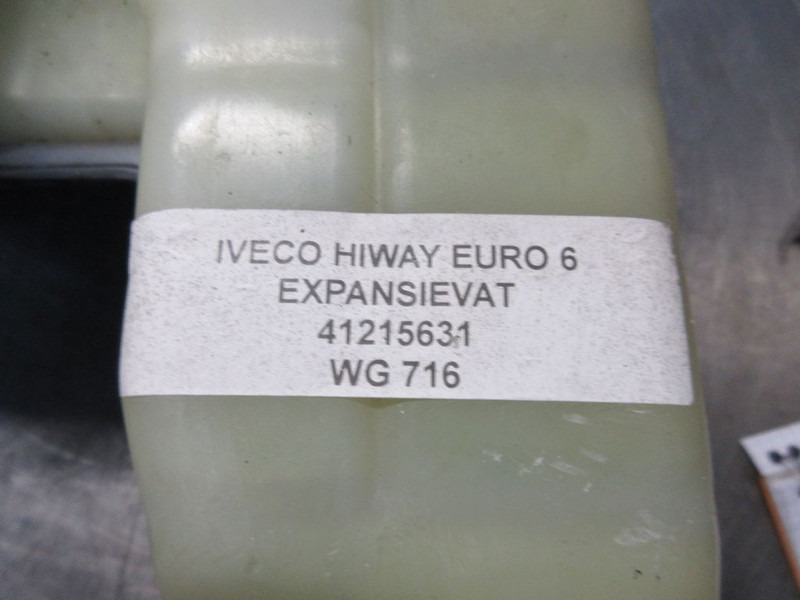 IVECO HIWAY EURO 6
EXPANSIEVAT
41215631
WG 716